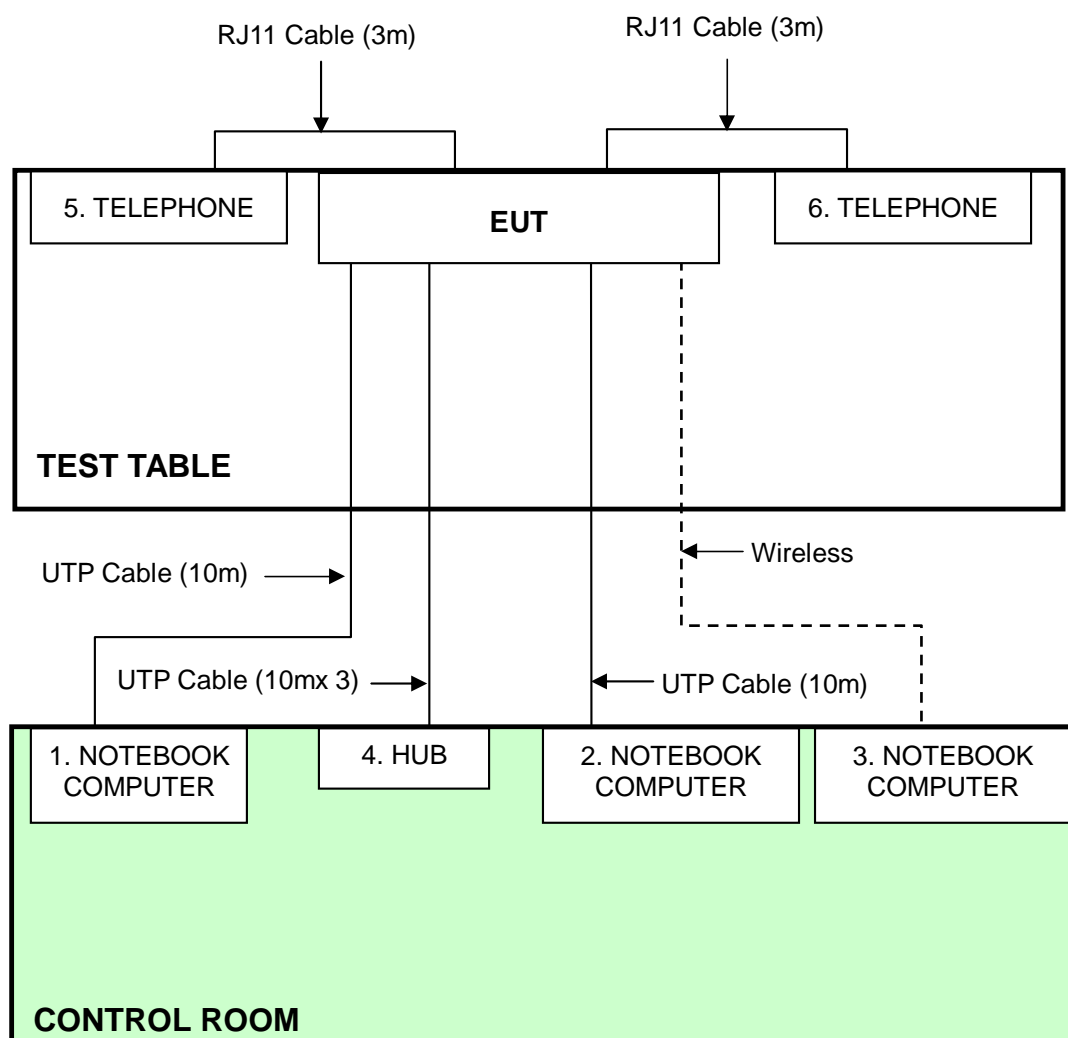 RJ11 Cable (3m)
RJ11 Cable (3m)
5. TELEPHONE
EUT
6. TELEPHONE
TEST TABLE
Wireless
UTP Cable (10m)
UTP Cable (10mx 3)
UTP Cable (10m)
1. NOTEBOOK
COMPUTER
4. HUB
2. NOTEBOOK
COMPUTER
3. NOTEBOOK
COMPUTER
CONTROL ROOM